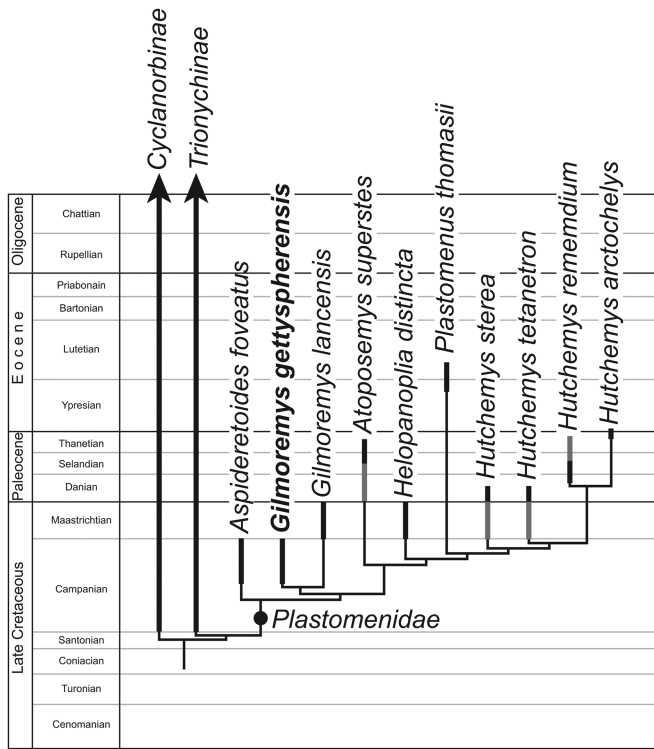 Cyclanorbinae
Trionychinae
Aspideretoides foveatus
Gilmoremys gettyspherensis
Gilmoremys lancensis
Atoposemys superstes
Helopanoplia distincta
Plastomenus thomasii
Hutchemys sterea
Hutchemys tetanetron
Hutchemys rememdium
Hutchemys arctochelys
Oligocene
Chattian
Rupellian
Eocene
Priabonain
Bartonian
Lutetian
Ypresian
Paleocene
Thanetian
Selandian
Danian
Late Cretaceous
Maastrichtian
Campanian
Santonian
Coniacian
Turonian
Cenomanian
Plastomenidae